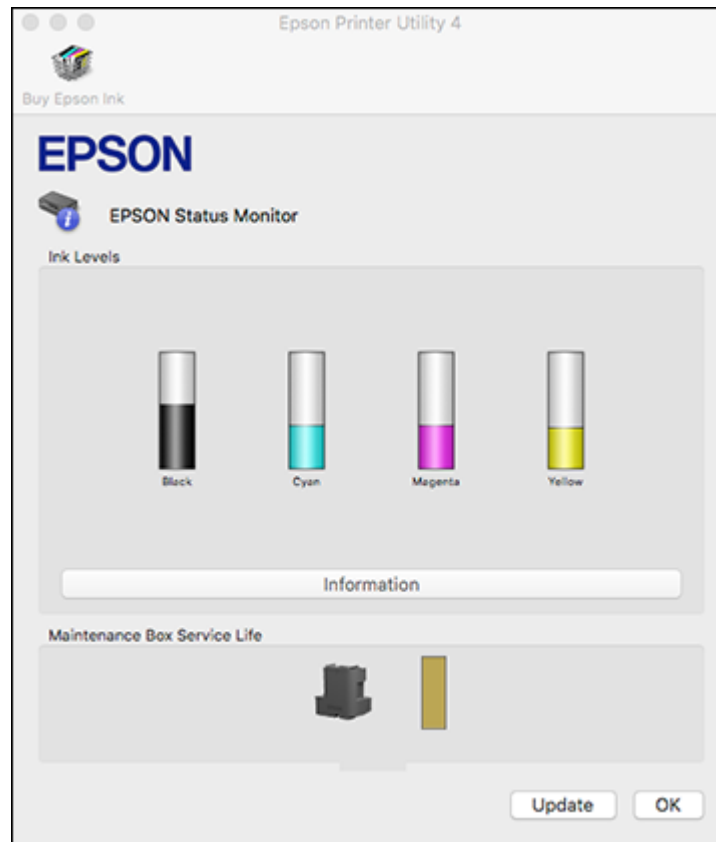 Epson Printer Utility 4
Buy Epson Ink
EPSON
EPSON Status Monitor
Ink Levels
Black
Cyan
Magenta
Yellow
Information
Maintenance Box Service Life
Update
OK